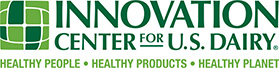 INNOVATION
CENTER FOR U.S. DAIRY®
HEALTHY PEOPLE • HEALTHY PRODUCTS • HEALTHY PLANET